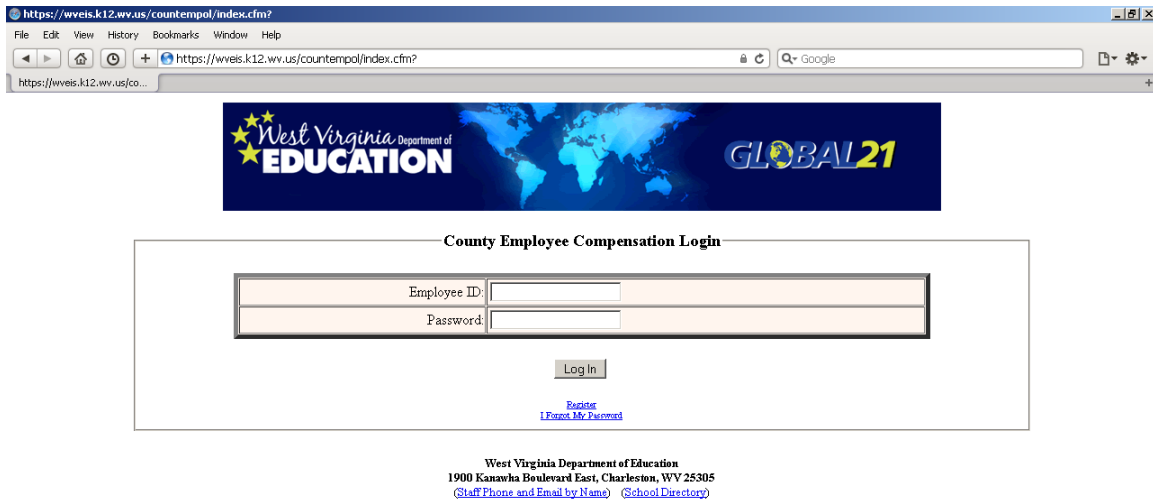 https://wveis.k12.wv.us/countempol/index.cfm?
File Edit View History Bookmarks Window Help
https://wveis.k12.wv.us/countempol/index.cfm? Google
https://wveis.k12.wv.us/co...
West Virginia Department of
EDUCATION
GLOBAL21
County Employee Compensation Login
Employee ID:
Password:
Log In
Register
I Forgot My Password
West Virginia Department of Education
1900 Kanawha Boulevard East, Charleston, WV 25305
(Staff Phone and Email by Name) (School Directory)